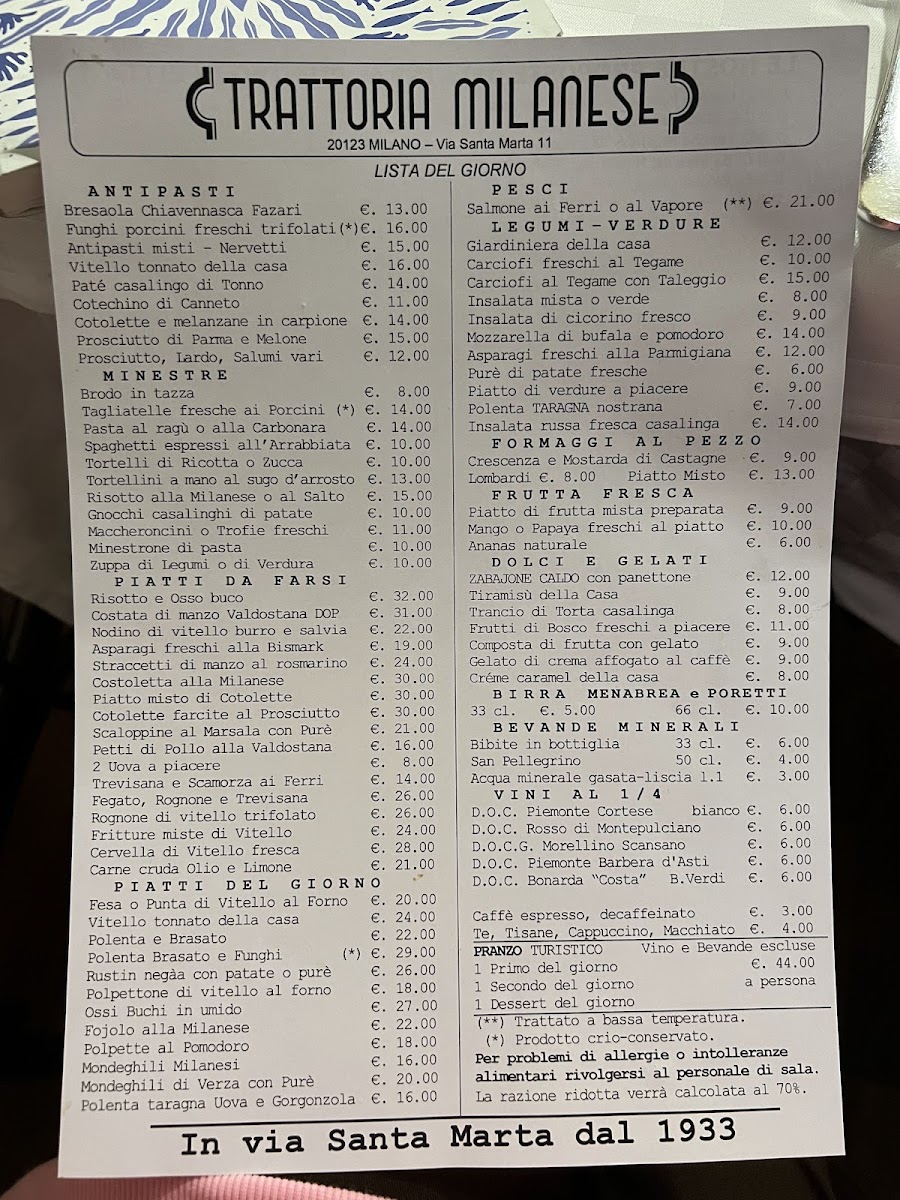 TRATTORIA MILANESE
20123 MILANO – Via Santa Marta 11
LISTA DEL GIORNO
ANTIPASTI
Bresaola Chiavennasca Fazari €. 13.00
Funghi porcini freschi trifolati(*)€. 16.00
Antipasti misti – Nervetti €. 15.00
Vitello tonnato della casa €. 16.00
Paté casalingo di Tonno €. 14.00
Cotechino di Canneto €. 11.00
Cotolette e melanzane in carpione €. 14.00
Prosciutto di Parma e Melone €. 15.00
Prosciutto, Lardo, Salumi vari €. 12.00
MINESTRE
Brodo in tazza €. 8.00
Tagliatelle fresche ai Porcini (*) €. 14.00
Pasta al ragù o alla Carbonara €. 14.00
Spaghetti espressi all'Arrabbiata €. 10.00
Tortelli di Ricotta o Zucca €. 10.00
Tortellini a mano al sugo d'arrosto €. 13.00
Risotto alla Milanese o al Salto €. 15.00
Gnocchi casalinghi di patate €. 10.00
Maccheroncini o Trofie freschi €. 11.00
Minestrone di pasta €. 10.00
Zuppa di Legumi o di Verdura €. 10.00
PIATTI DA FARSI
Risotto e Osso buco €. 32.00
Costata di manzo Valdostana DOP €. 31.00
Nodino di vitello burro e salvia €. 22.00
Asparagi freschi alla Bismark €. 19.00
Straccetti di manzo al rosmarino €. 24.00
Costoletta alla Milanese €. 30.00
Piatto misto di Cotolette €. 30.00
Cotolette farcite al Prosciutto €. 30.00
Scaloppine al Marsala con Purè €. 21.00
Petti di Pollo alla Valdostana €. 16.00
2 Uova a piacere €. 8.00
Trevisana e Scamorza ai Ferri €. 14.00
Fegato, Rognone e Trevisana €. 26.00
Rognone di vitello trifolato €. 26.00
Fritture miste di Vitello €. 24.00
Cervella di Vitello fresca €. 28.00
Carne cruda Olio e Limone €. 21.00
PIATTI DEL GIORNO
Fesa o Punta di Vitello al Forno €. 20.00
Vitello tonnato della casa €. 24.00
Polenta e Brasato €. 22.00
Polenta Brasato e Funghi (*) €. 29.00
Rustin negàa con patate o purè €. 26.00
Polpettone di vitello al forno €. 18.00
Ossi Buchi in umido €. 27.00
Fojolo alla Milanese €. 22.00
Polpette al Pomodoro €. 18.00
Mondeghili Milanesi €. 16.00
Mondeghili di Verza con Purè €. 20.00
Polenta taragna Uova e Gorgonzola €. 16.00
PESCI
Salmone ai Ferri o al Vapore (**) €. 21.00
LEGUMI-VERDURE
Giardiniera della casa €. 12.00
Carciofi freschi al Tegame €. 10.00
Carciofi al Tegame con Taleggio €. 15.00
Insalata mista o verde €. 8.00
Insalata di cicorino fresco €. 9.00
Mozzarella di bufala e pomodoro €. 14.00
Asparagi freschi alla Parmigiana €. 12.00
Purè di patate fresche €. 6.00
Piatto di verdure a piacere €. 9.00
Polenta TARAGNA nostrana €. 7.00
Insalata russa fresca casalinga €. 14.00
FORMAGGI AL PEZZO
Crescenza e Mostarda di Castagne €. 9.00
Lombardi €. 8.00 Piatto Misto €. 13.00
FRUTTA FRESCA
Piatto di frutta mista preparata €. 9.00
Mango o Papaya freschi al piatto €. 10.00
Ananas naturale €. 6.00
DOLCI E GELATI
ZABAJONE CALDO con panettone €. 12.00
Tiramisù della Casa €. 9.00
Trancio di Torta casalinga €. 8.00
Frutti di Bosco freschi a piacere €. 11.00
Composta di frutta con gelato €. 9.00
Gelato di crema affogato al caffè €. 9.00
Créme caramel della casa €. 8.00
BIRRA MENABREA e PORETTI
33 cl. €. 5.00 66 cl. €. 10.00
BEVANDE MINERALI
Bibite in bottiglia 33 cl. €. 6.00
San Pellegrino 50 cl. €. 4.00
Acqua minerale gasata-liscia l.1 €. 3.00
VINI AL 1/4
D.O.C. Piemonte Cortese bianco €. 6.00
D.O.C. Rosso di Montepulciano €. 6.00
D.O.C.G. Morellino Scansano €. 6.00
D.O.C. Piemonte Barbera d'Asti €. 6.00
D.O.C. Bonarda "Costa" B.Verdi €. 6.00
Caffè espresso, decaffeinato €. 3.00
Te, Tisane, Cappuccino, Macchiato €. 4.00
PRANZO TURISTICO Vino e Bevande escluse
1 Primo del giorno €. 44.00
1 Secondo del giorno a persona
1 Dessert del giorno
(**) Trattato a bassa temperatura.
(*) Prodotto crio-conservato.
Per problemi di allergie o intolleranze
alimentari rivolgersi al personale di sala.
La razione ridotta verrà calcolata al 70%.
In via Santa Marta dal 1933